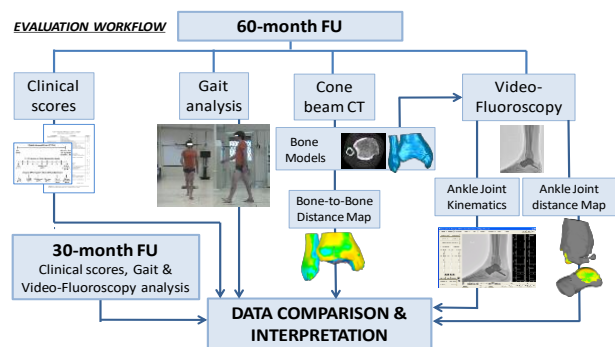 EVALUATION WORKFLOW
60-month FU
Clinical
scores
Gait
analysis
Cone
beam CT
Video-
Fluoroscopy
Bone
Models
Bone-to-Bone
Distance Map
Ankle Joint
Kinematics
Ankle Joint
distance Map
30-month FU
Clinical scores, Gait &
Video-Fluoroscopy analysis
DATA COMPARISON &
INTERPRETATION